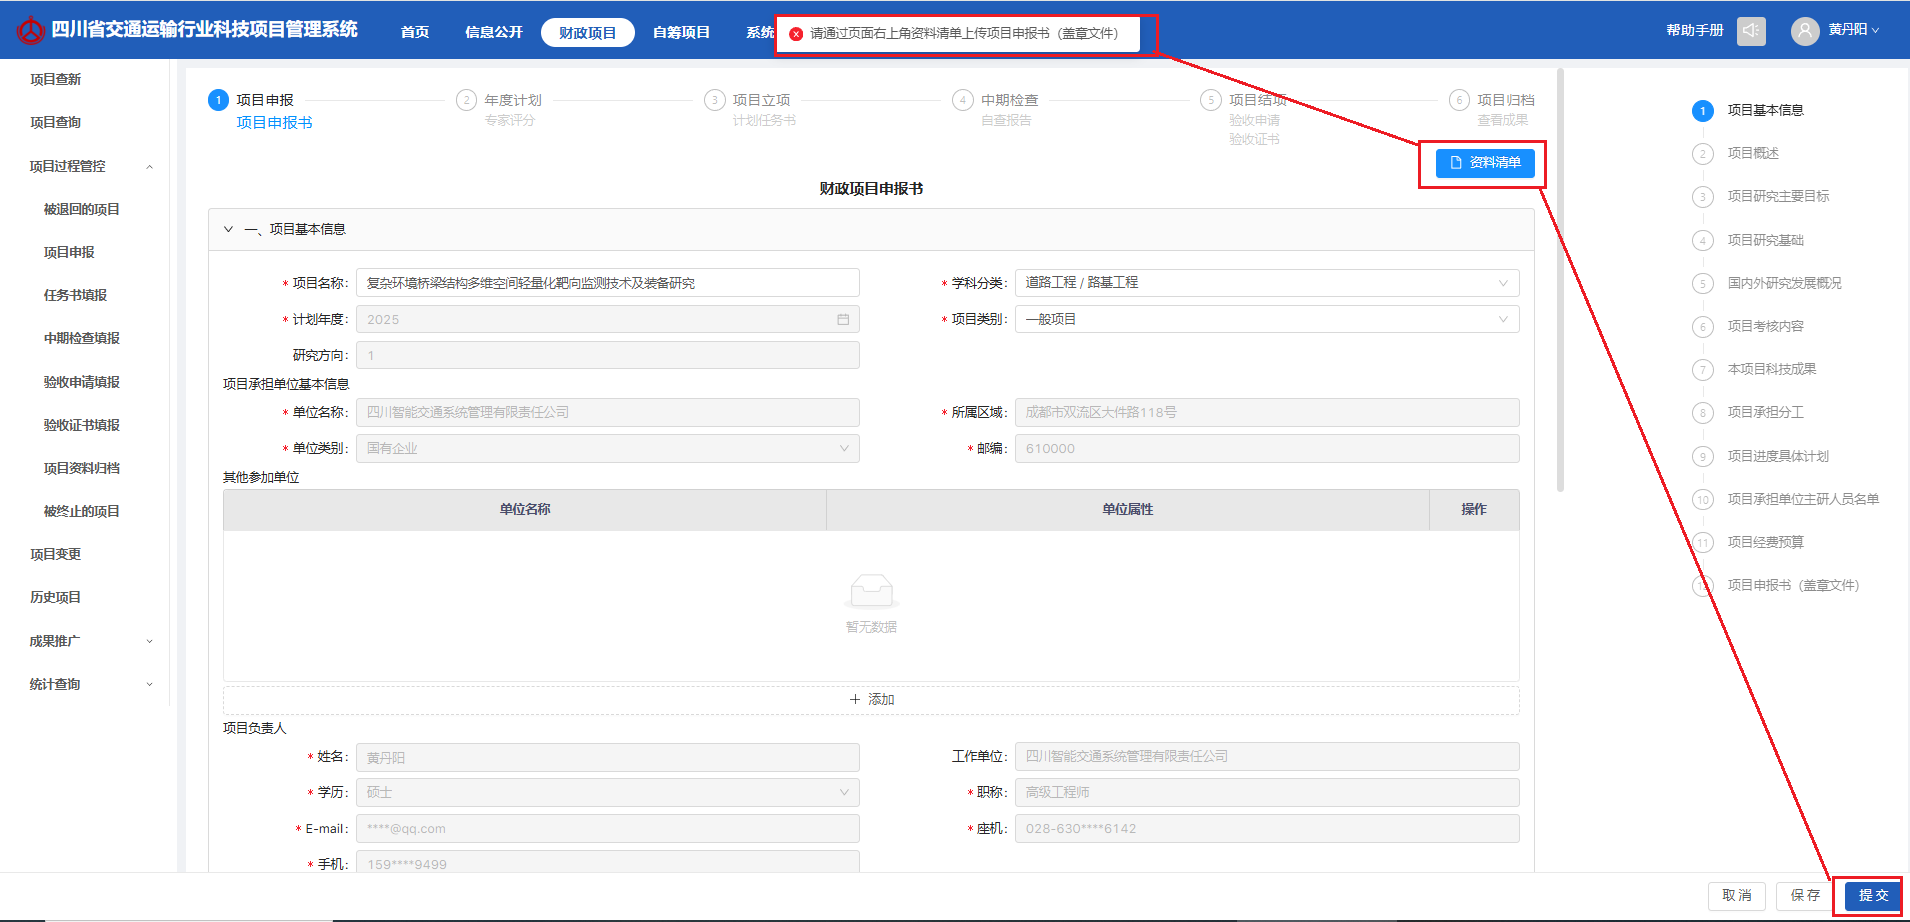 四川省交通运输行业科技项目管理系统
首页
信息公开
财政项目
自筹项目
系统
请通过页面右上角资料清单上传项目申报书（盖章文件）
帮助手册
黄丹阳
项目查新
项目查询
项目过程管控
被退回的项目
项目申报
任务书填报
中期检查填报
验收申请填报
验收证书填报
项目资料归档
被终止的项目
项目变更
历史项目
成果推广
统计查询
1 项目申报
项目申报书
2 年度计划
专家评分
3 项目立项
计划任务书
4 中期检查
自查报告
5 项目结项
验收申请
验收证书
6 项目归档
查看成果
资料清单
财政项目申报书
一、项目基本信息
* 项目名称: 复杂环境桥梁结构多维空间轻量化靶向监测技术及装备研究
* 学科分类: 道路工程 / 路基工程
* 计划年度: 2025
* 项目类别: 一般项目
研究方向: 1
项目承担单位基本信息
* 单位名称: 四川智能交通系统管理有限责任公司
* 所属区域: 成都市双流区大件路118号
* 单位类别: 国有企业
* 邮编: 610000
其他参加单位
单位名称 单位属性 操作
暂无数据
+ 添加
项目负责人
* 姓名: 黄丹阳
工作单位: 四川智能交通系统管理有限责任公司
* 学历: 硕士
* 职称: 高级工程师
* E-mail: ****@qq.com
* 座机: 028-630****6142
* 手机: 159****9499
1 项目基本信息
2 项目概述
3 项目研究主要目标
4 项目研究基础
5 国内外研究发展概况
6 项目考核内容
7 本项目科技成果
8 项目承担分工
9 项目进度具体计划
10 项目承担单位主研人员名单
11 项目经费预算
12 项目申报书（盖章文件）
取 消
保 存
提 交